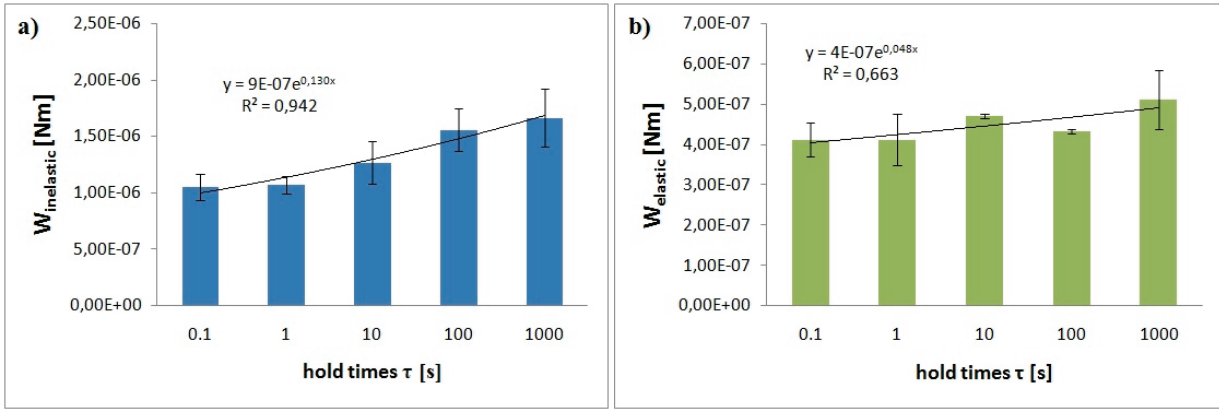 a)
2,50E-06
2,00E-06
1,50E-06
1,00E-06
5,00E-07
0,00E+00
W_inelastic [Nm]
y = 9E-07e^0,130x
R² = 0,942
0.1 1 10 100 1000
hold times τ [s]
b)
7,00E-07
6,00E-07
5,00E-07
4,00E-07
3,00E-07
2,00E-07
1,00E-07
0,00E+00
W_elastic [Nm]
y = 4E-07e^0,048x
R² = 0,663
0.1 1 10 100 1000
hold times τ [s]